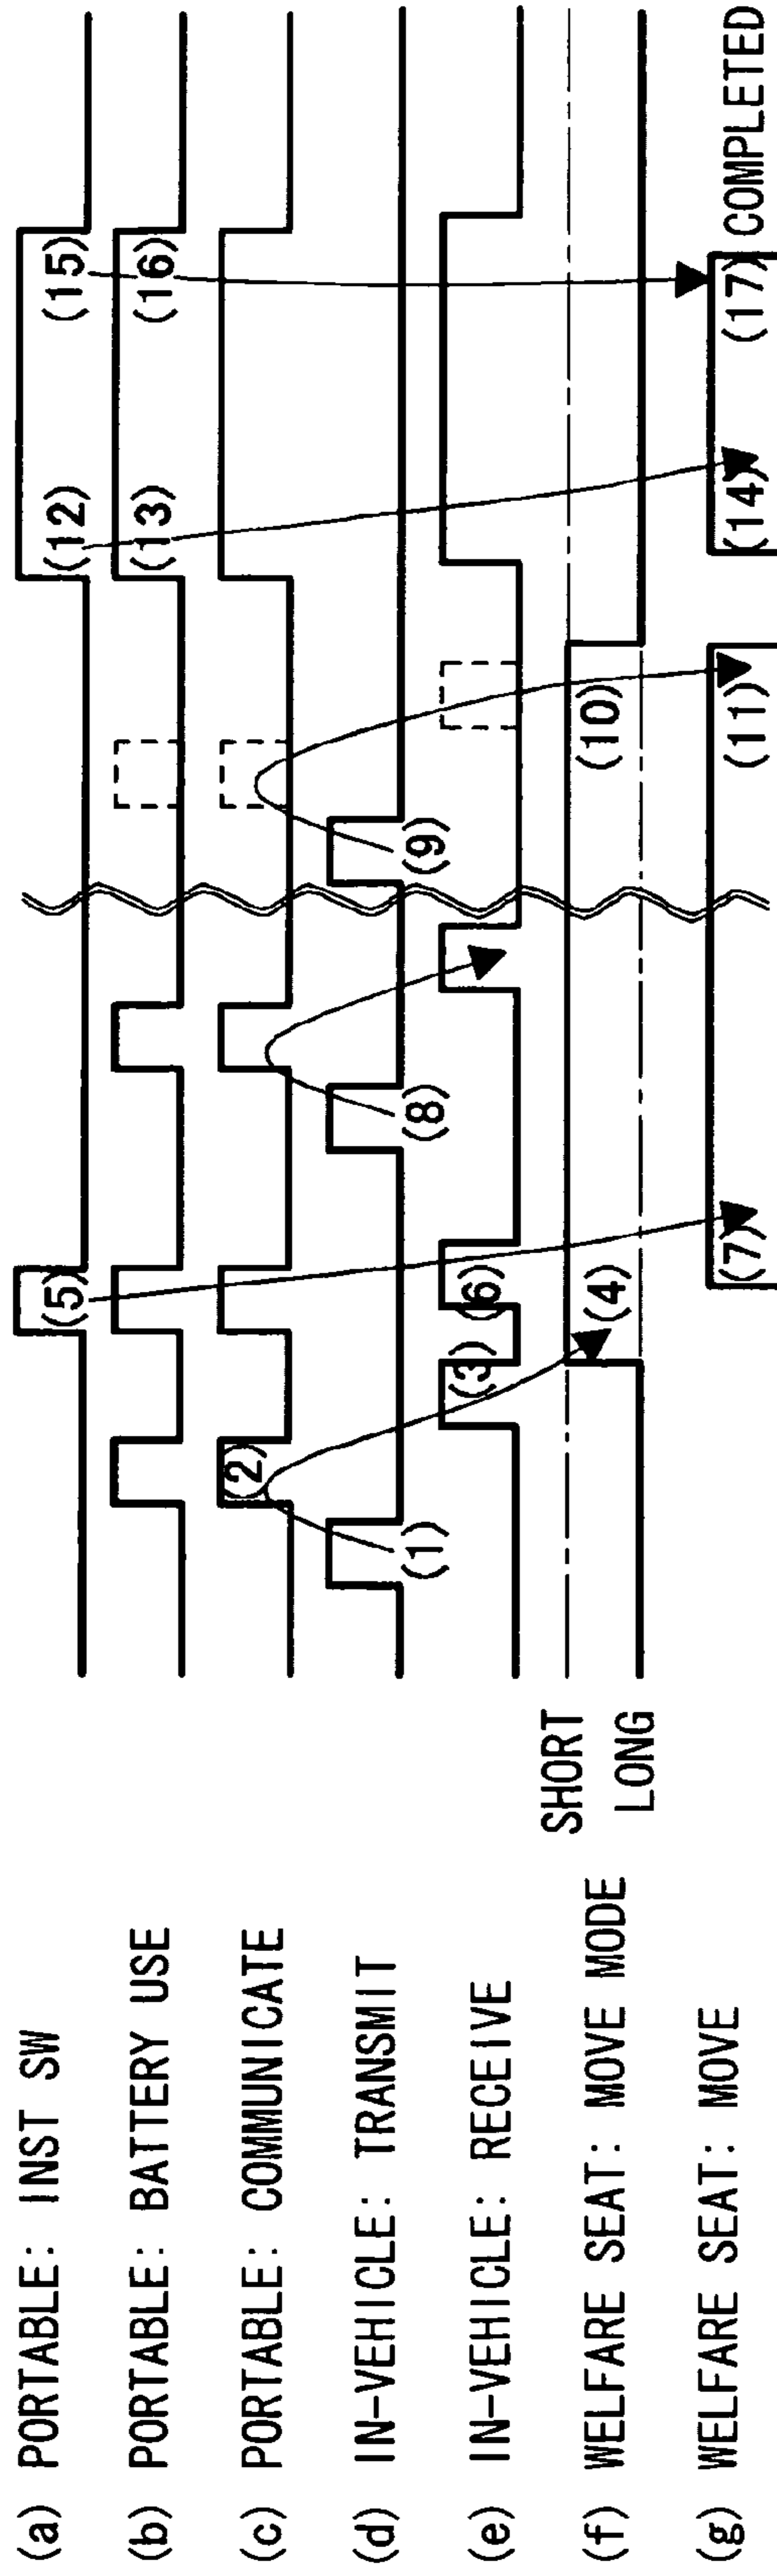 (a) PORTABLE: INST SW
(b) PORTABLE: BATTERY USE
(c) PORTABLE: COMMUNICATE
(d) IN-VEHICLE: TRANSMIT
(e) IN-VEHICLE: RECEIVE
(f) WELFARE SEAT: MOVE MODE
SHORT
LONG
(g) WELFARE SEAT: MOVE
(5)
(12)
(15)
(13)
(16)
(2)
(1)
(8)
(9)
(3)
(6)
(4)
(10)
(7)
(11)
(14)
(17)
COMPLETED